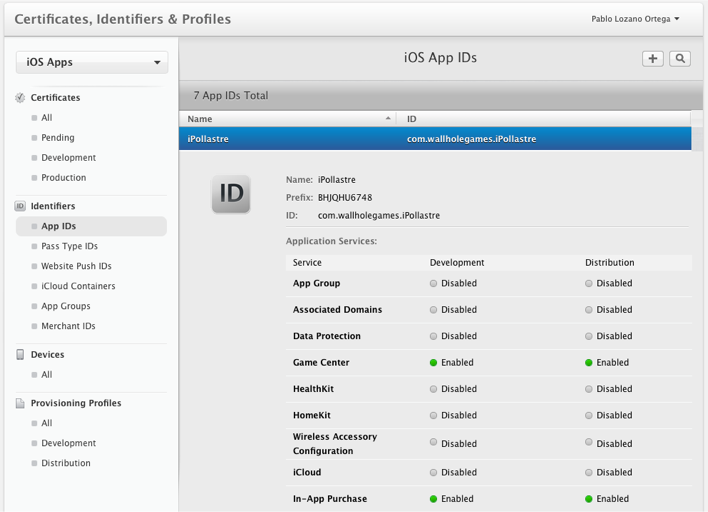 Certificates, Identifiers & Profiles
Pablo Lozano Ortega
iOS Apps
Certificates
All
Pending
Development
Production
Identifiers
App IDs
Pass Type IDs
Website Push IDs
iCloud Containers
App Groups
Merchant IDs
Devices
All
Provisioning Profiles
All
Development
Distribution
iOS App IDs
7 App IDs Total
Name ID
iPollastre com.wallholegames.iPollastre
ID
Name: iPollastre
Prefix: BHJQHU6748
ID: com.wallholegames.iPollastre
Application Services:
Service Development Distribution
App Group Disabled Disabled
Associated Domains Disabled Disabled
Data Protection Disabled Disabled
Game Center Enabled Enabled
HealthKit Disabled Disabled
HomeKit Disabled Disabled
Wireless Accessory
Configuration Disabled Disabled
iCloud Disabled Disabled
In-App Purchase Enabled Enabled